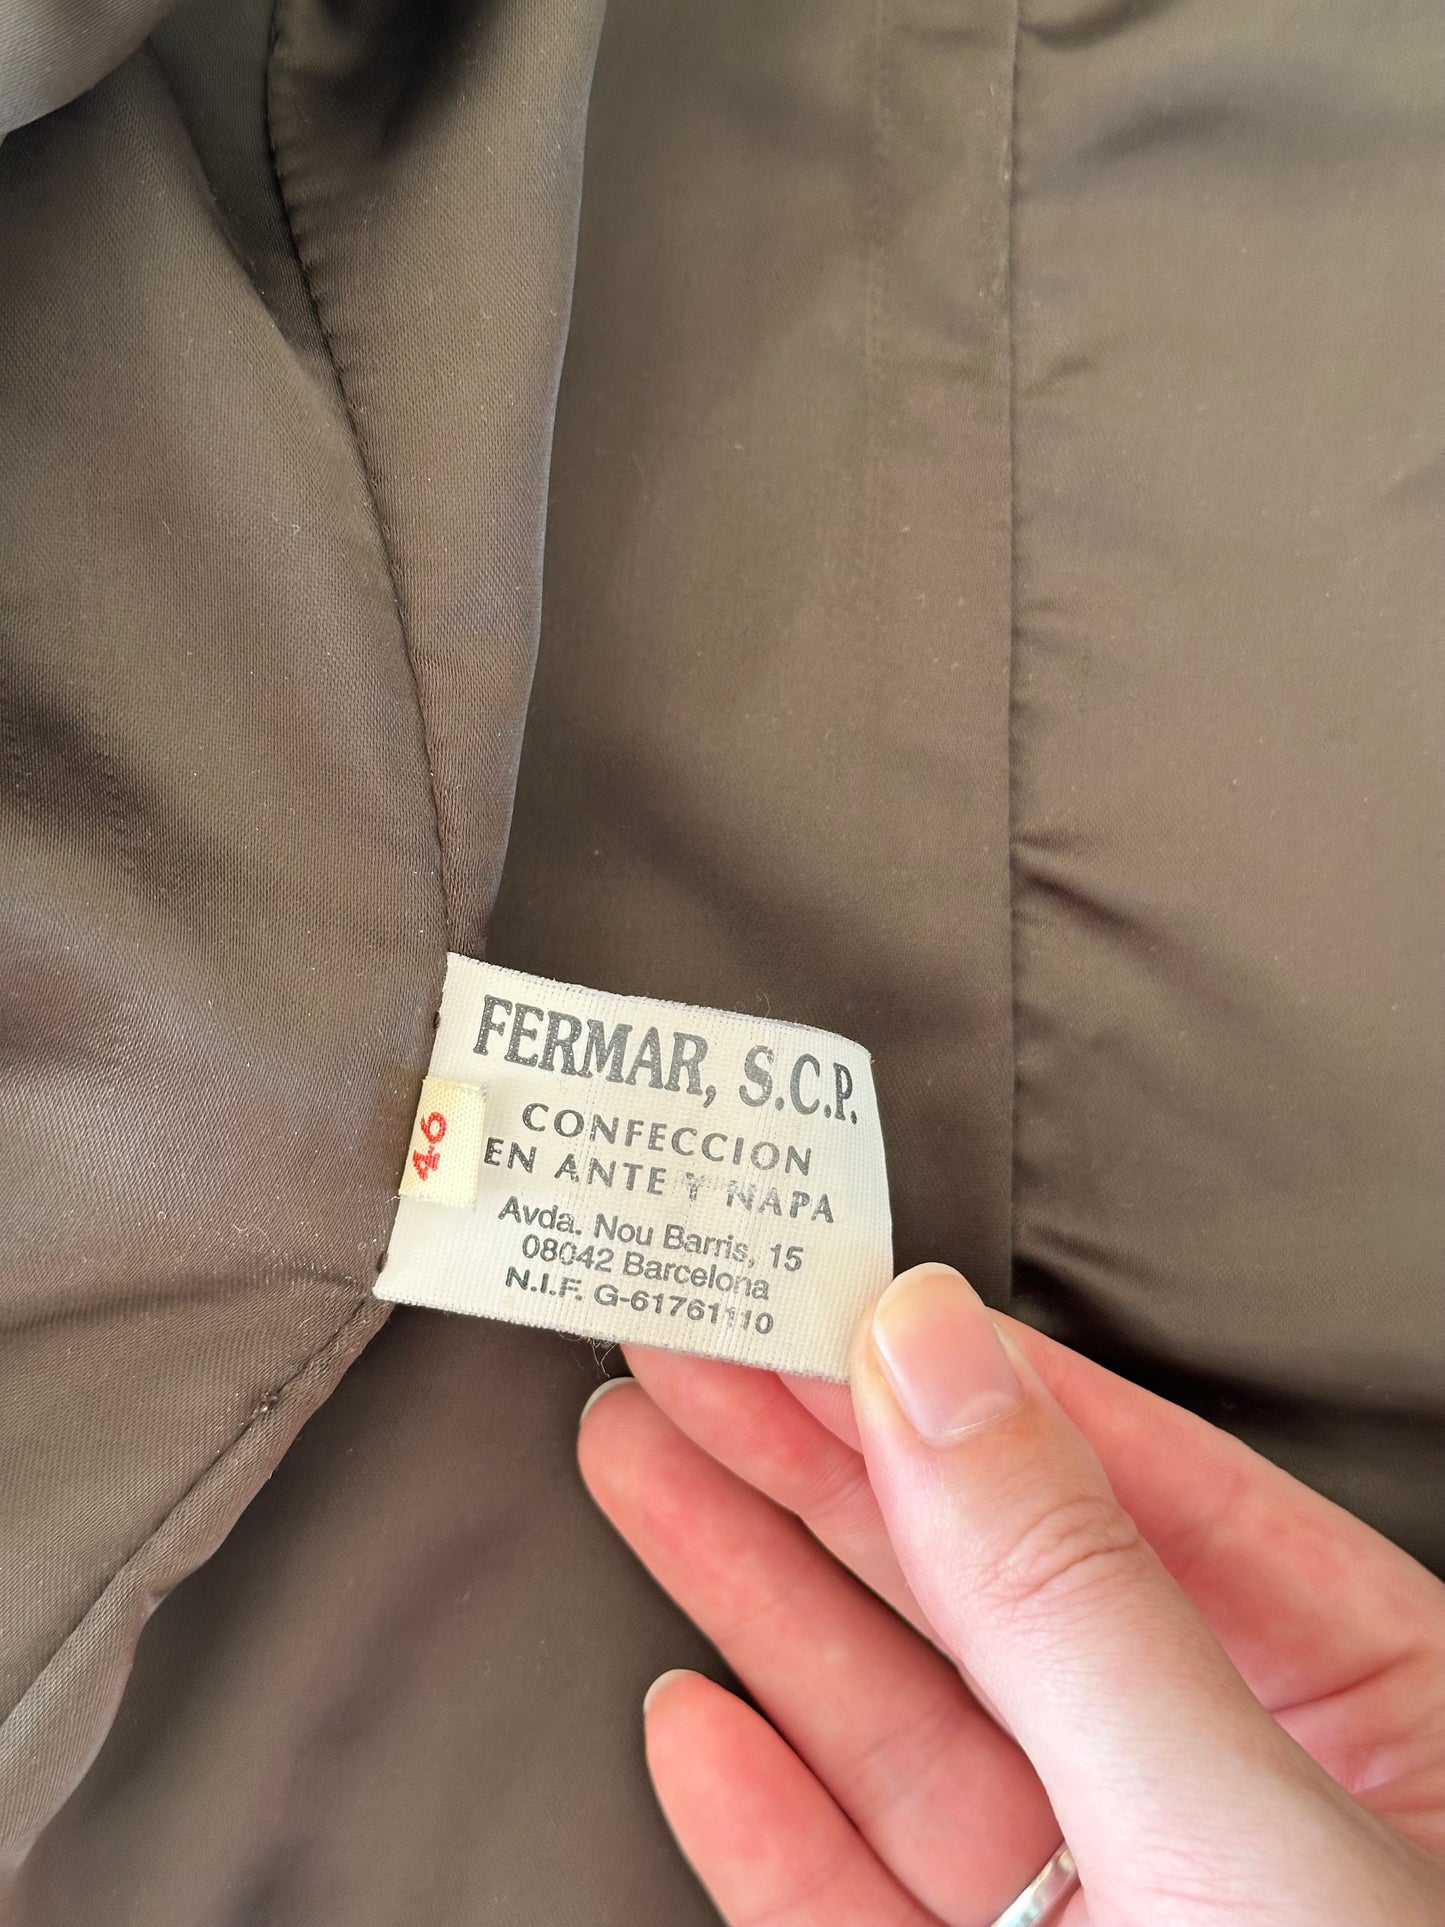 FERMAR, S.C.P.
CONFECCION
EN ANTE Y NAPA
Avda. Nou Barris, 15
08042 Barcelona
N.I.F. G-61761110
46